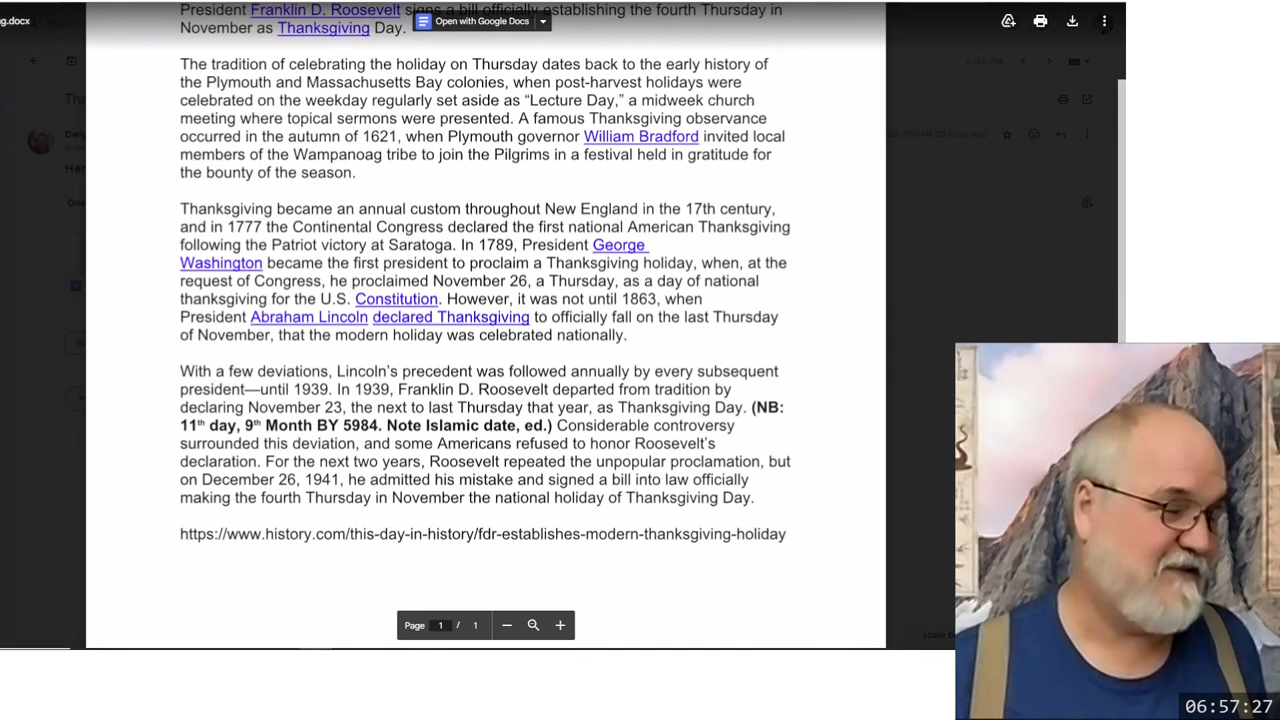 g.docx
President Franklin D. Roosevelt signs a bill officially establishing the fourth Thursday in
Open with Google Docs
November as Thanksgiving Day.
The tradition of celebrating the holiday on Thursday dates back to the early history of
the Plymouth and Massachusetts Bay colonies, when post-harvest holidays were
celebrated on the weekday regularly set aside as “Lecture Day,” a midweek church
meeting where topical sermons were presented. A famous Thanksgiving observance
occurred in the autumn of 1621, when Plymouth governor William Bradford invited local
members of the Wampanoag tribe to join the Pilgrims in a festival held in gratitude for
the bounty of the season.
Thanksgiving became an annual custom throughout New England in the 17th century,
and in 1777 the Continental Congress declared the first national American Thanksgiving
following the Patriot victory at Saratoga. In 1789, President George
Washington became the first president to proclaim a Thanksgiving holiday, when, at the
request of Congress, he proclaimed November 26, a Thursday, as a day of national
thanksgiving for the U.S. Constitution. However, it was not until 1863, when
President Abraham Lincoln declared Thanksgiving to officially fall on the last Thursday
of November, that the modern holiday was celebrated nationally.
With a few deviations, Lincoln’s precedent was followed annually by every subsequent
president—until 1939. In 1939, Franklin D. Roosevelt departed from tradition by
declaring November 23, the next to last Thursday that year, as Thanksgiving Day. (NB:
11th day, 9th Month BY 5984. Note Islamic date, ed.) Considerable controversy
surrounded this deviation, and some Americans refused to honor Roosevelt’s
declaration. For the next two years, Roosevelt repeated the unpopular proclamation, but
on December 26, 1941, he admitted his mistake and signed a bill into law officially
making the fourth Thursday in November the national holiday of Thanksgiving Day.
https://www.history.com/this-day-in-history/fdr-establishes-modern-thanksgiving-holiday
Page 1 / 1
06:57:27